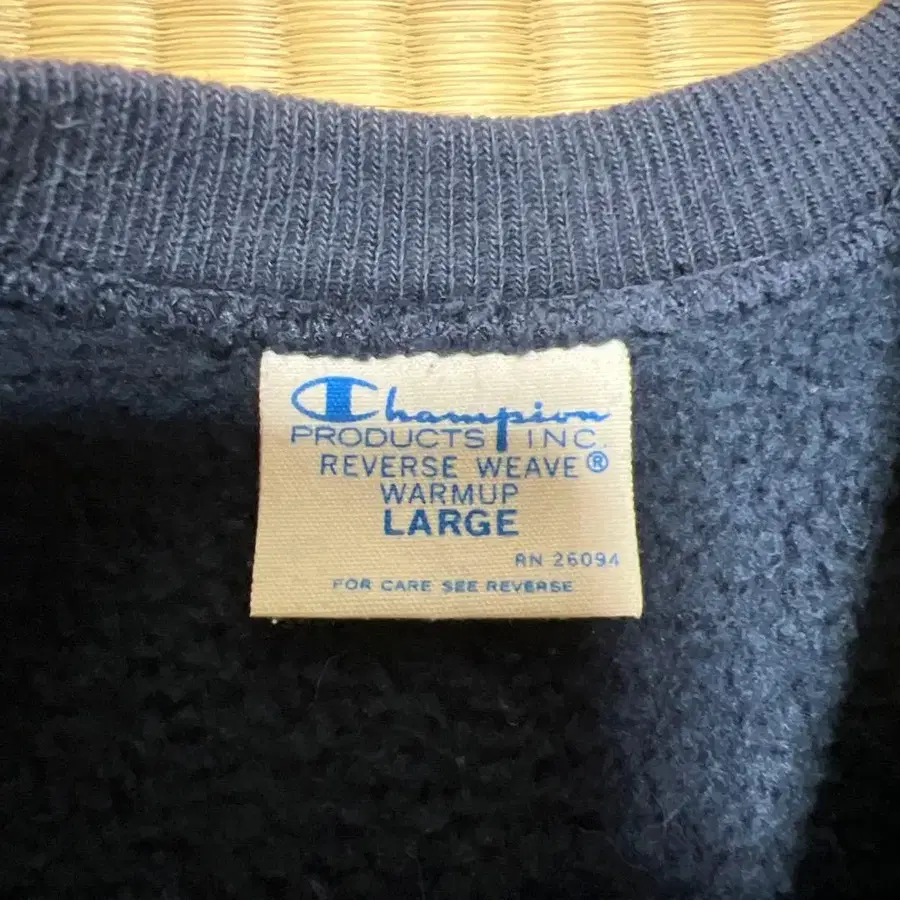 Champion
PRODUCTS INC.
REVERSE WEAVE®
WARMUP
LARGE
RN 26094
FOR CARE SEE REVERSE